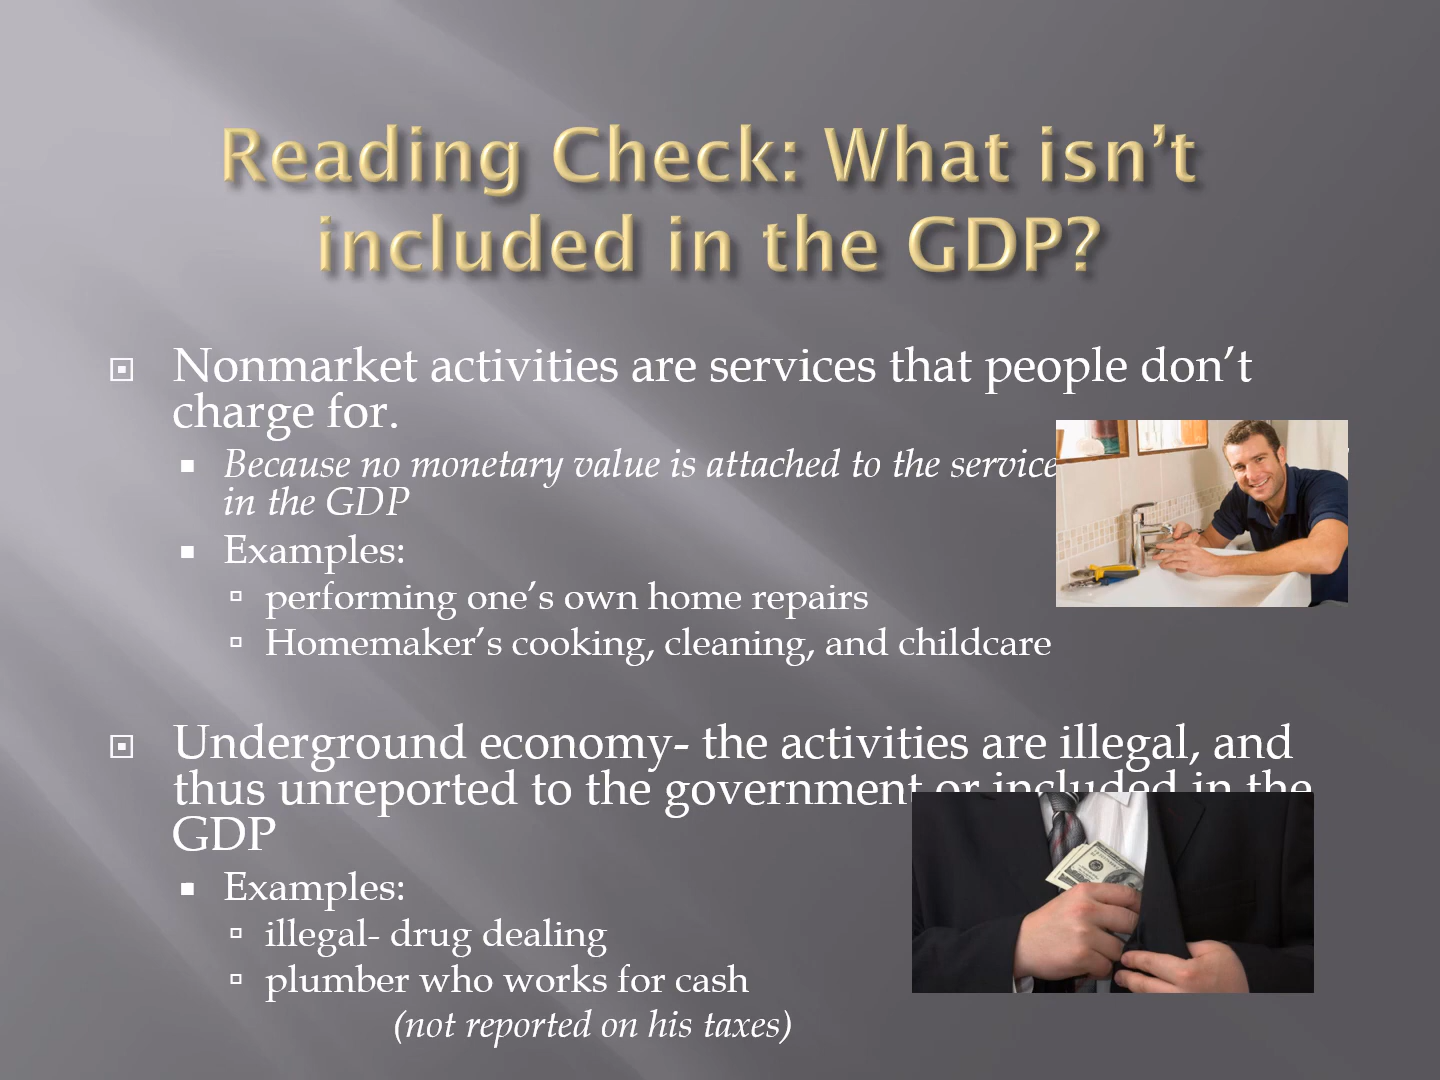 Reading Check: What isn’t
included in the GDP?
Nonmarket activities are services that people don’t
charge for.
Because no monetary value is attached to the service
in the GDP
Examples:
performing one’s own home repairs
Homemaker’s cooking, cleaning, and childcare
Underground economy- the activities are illegal, and
thus unreported to the government or included in the
GDP
Examples:
illegal- drug dealing
plumber who works for cash
(not reported on his taxes)